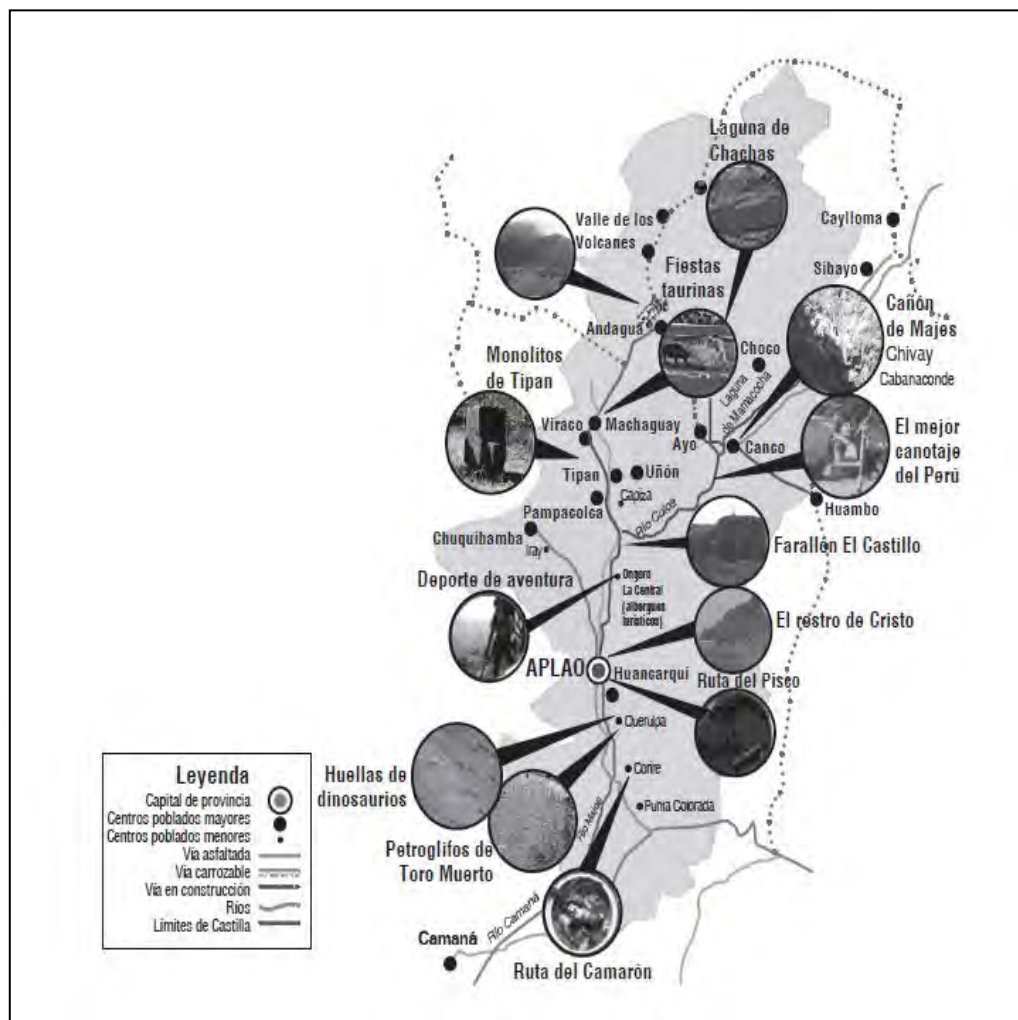 Laguna de
Chachas
Valle de los
Volcanes
Caylloma
Sibayo
Fiestas
taurinas
Cañón
de Majes
Chivay
Cabanaconde
Andagua
Choco
Laguna
de Mamacocha
Monolitos
de Tipan
Viraco
Machaguay
Ayo
Canco
El mejor
canotaje
del Perú
Tipan
Uñón
Capiza
Pampacolca
Río Colca
Huambo
Chuquibamba
Iray
Farallón El Castillo
Deporte de aventura
Ongoro
La Central
(albergues
turísticos)
El rostro de Cristo
APLAO
Huancarqui
Ruta del Pisco
Querulpa
Huellas de
dinosaurios
Corire
Punta Colorada
Río Majes
Petroglifos de
Toro Muerto
Río Camaná
Camaná
Ruta del Camarón
Leyenda
Capital de provincia
Centros poblados mayores
Centros poblados menores
Vía asfaltada
Vía carrozable
Vía en construcción
Ríos
Límites de Castilla